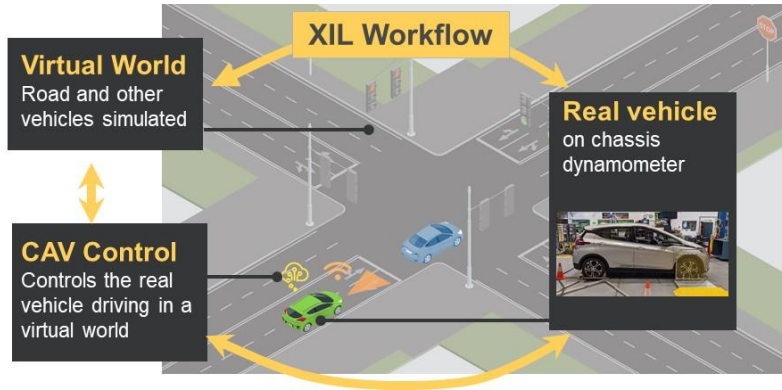 XIL Workflow
Virtual World
Road and other
vehicles simulated
Real vehicle
on chassis
dynamometer
CAV Control
Controls the real
vehicle driving in a
virtual world
STOP